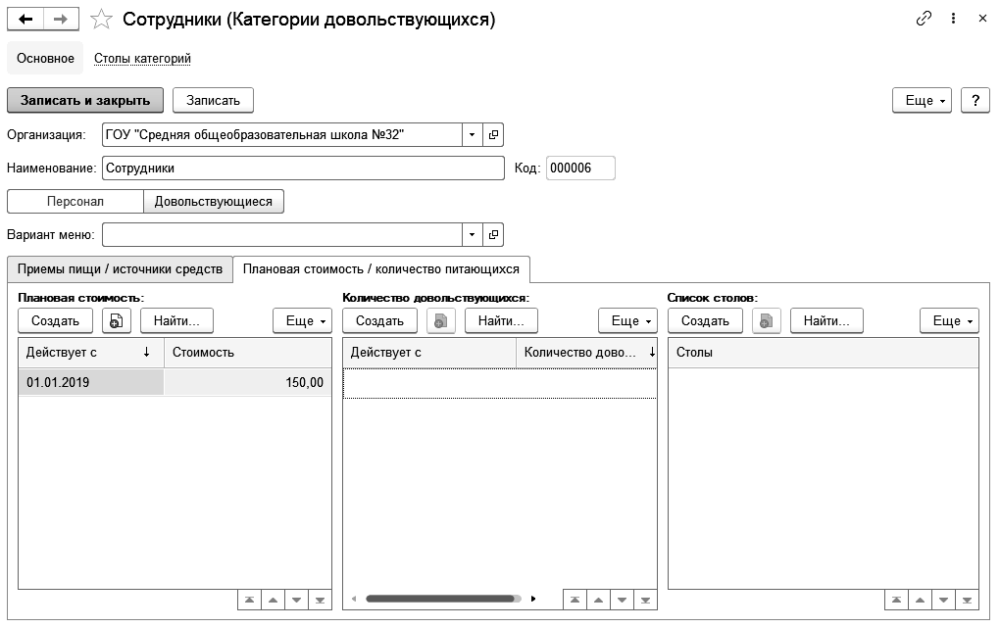 Сотрудники (Категории довольствующихся)
Основное Столы категорий
Записать и закрыть Записать Еще ?
Организация: ГОУ "Средняя общеобразовательная школа №32"
Наименование: Сотрудники Код: 000006
Персонал Довольствующиеся
Вариант меню:
Приемы пищи / источники средств Плановая стоимость / количество питающихся
Плановая стоимость: Количество довольствующихся: Список столов:
Создать Найти... Еще Создать Найти... Еще Создать Найти... Еще
Действует с ↓ Стоимость Действует с Количество дово... ↓ Столы
01.01.2019 150,00